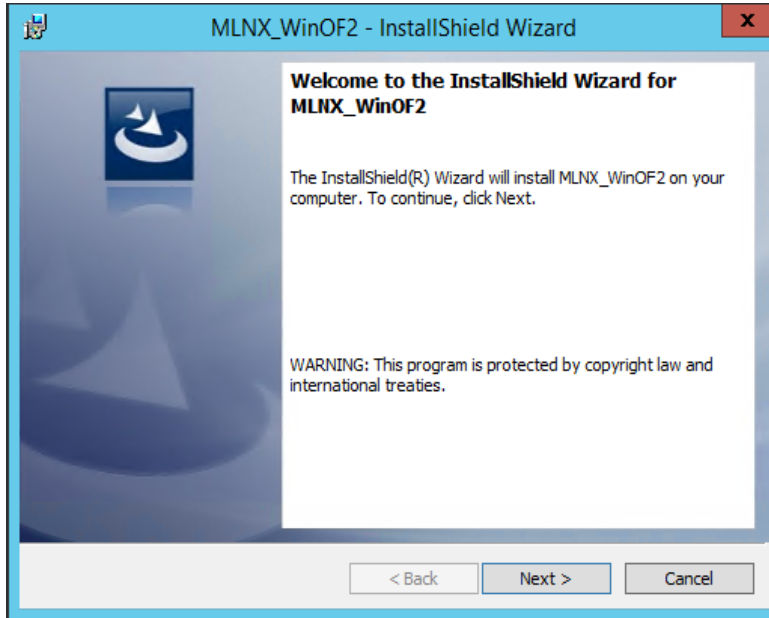 MLNX_WinOF2 - InstallShield Wizard
x
Welcome to the InstallShield Wizard for
MLNX_WinOF2
The InstallShield(R) Wizard will install MLNX_WinOF2 on your
computer. To continue, click Next.
WARNING: This program is protected by copyright law and
international treaties.
< Back
Next >
Cancel